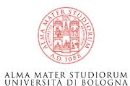 ALMA MATER STUDIORUM
UNIVERSITÀ DI BOLOGNA